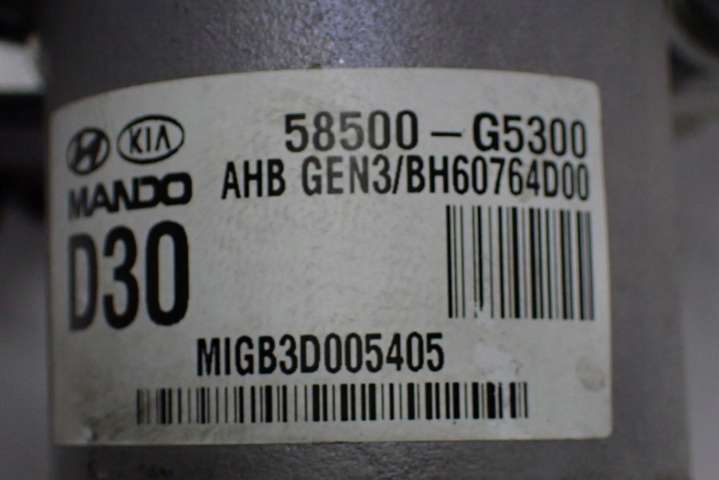 KIA 58500-G5300
MANDO AHB GEN3/BH60764D00
D30
MIGB3D005405